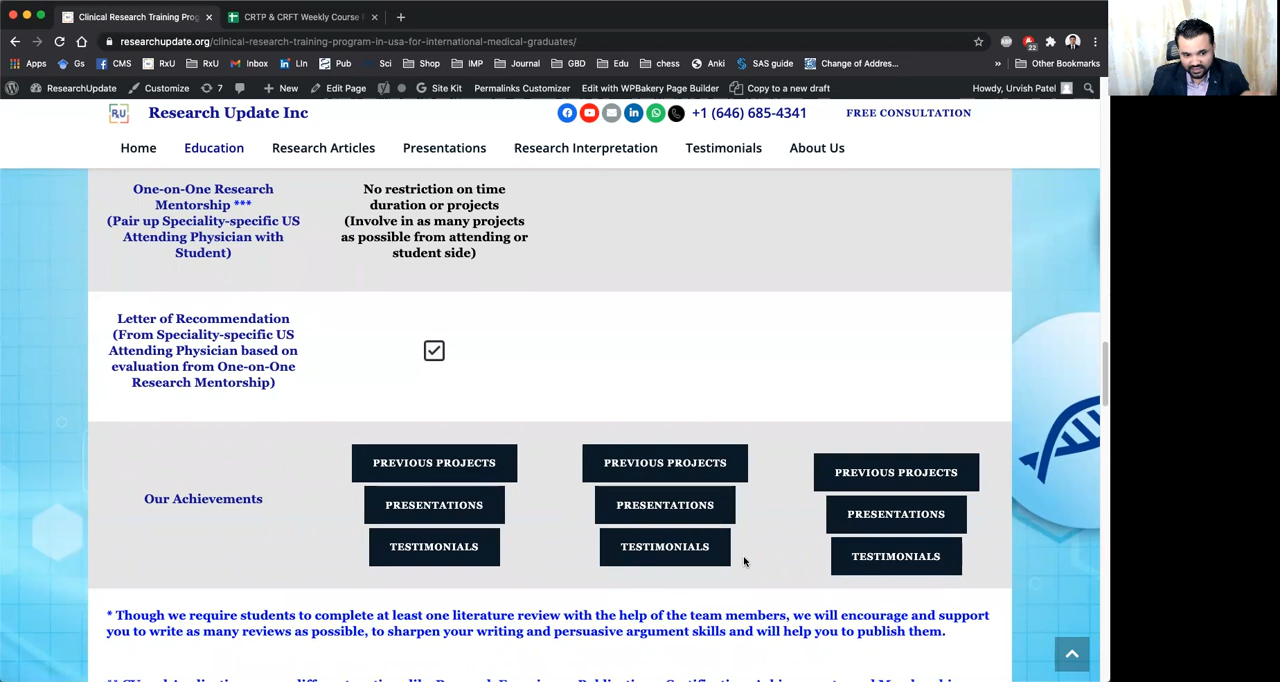 Clinical Research Training Prog
CRTP & CRFT Weekly Course
researchupdate.org/clinical-research-training-program-in-usa-for-international-medical-graduates/
22
Apps Gs CMS RxU RxU Inbox LIn Pub Sci Shop IMP Journal GBD Edu chess Anki SAS guide Change of Addres... » Other Bookmarks
ResearchUpdate Customize 7 New Edit Page Site Kit Permalinks Customizer Edit with WPBakery Page Builder Copy to a new draft Howdy, Urvish Patel
RU Research Update Inc +1 (646) 685-4341 FREE CONSULTATION
Home Education Research Articles Presentations Research Interpretation Testimonials About Us
One-on-One Research
Mentorship ***
(Pair up Speciality-specific US
Attending Physician with
Student)
No restriction on time
duration or projects
(Involve in as many projects
as possible from attending or
student side)
Letter of Recommendation
(From Speciality-specific US
Attending Physician based on
evaluation from One-on-One
Research Mentorship)
Our Achievements
PREVIOUS PROJECTS
PRESENTATIONS
TESTIMONIALS
PREVIOUS PROJECTS
PRESENTATIONS
TESTIMONIALS
PREVIOUS PROJECTS
PRESENTATIONS
TESTIMONIALS
* Though we require students to complete at least one literature review with the help of the team members, we will encourage and support
you to write as many reviews as possible, to sharpen your writing and persuasive argument skills and will help you to publish them.